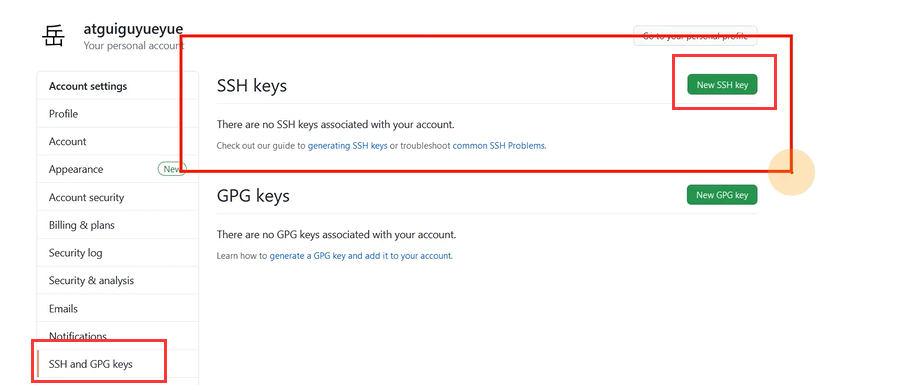 岳
atguiguyueyue
Your personal account
Go to your personal profile
Account settings
Profile
Account
Appearance
New
Account security
Billing & plans
Security log
Security & analysis
Emails
Notifications
SSH and GPG keys
SSH keys
New SSH key
There are no SSH keys associated with your account.
Check out our guide to generating SSH keys or troubleshoot common SSH Problems.
GPG keys
New GPG key
There are no GPG keys associated with your account.
Learn how to generate a GPG key and add it to your account.